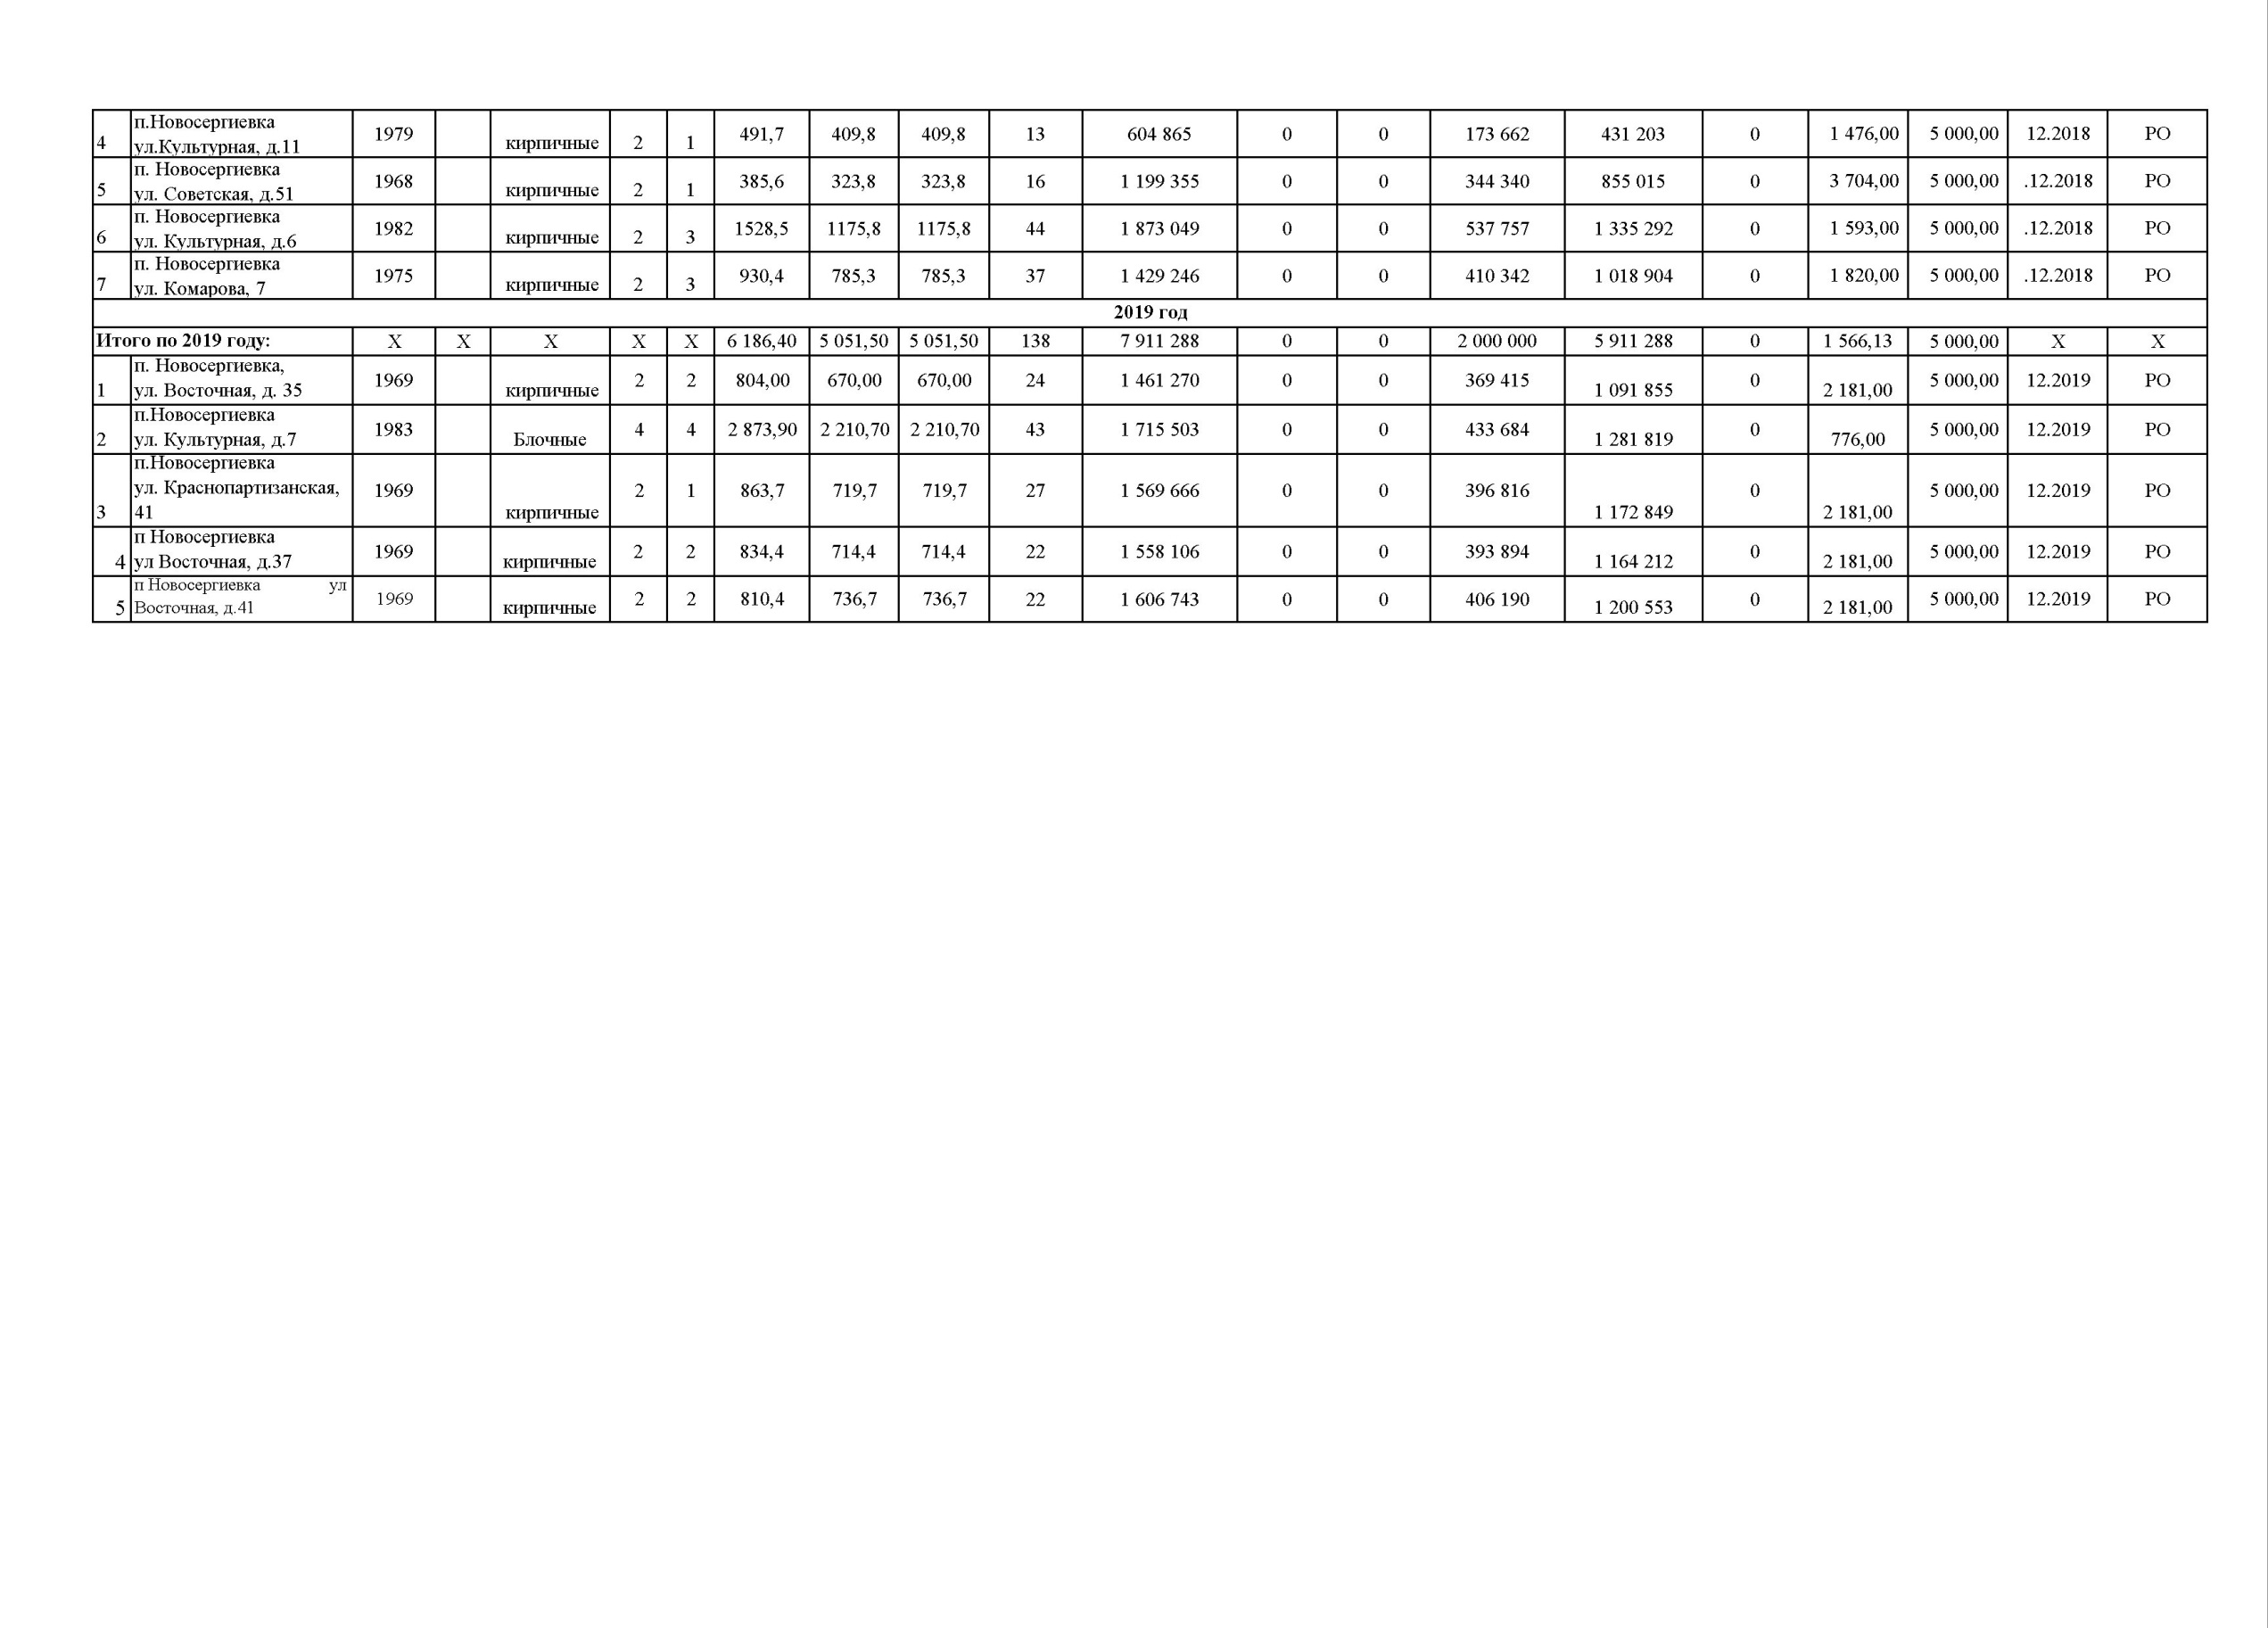 4 п.Новосергиевка ул.Культурная, д.11 1979 кирпичные 2 1 491,7 409,8 409,8 13 604 865 0 0 173 662 431 203 0 1 476,00 5 000,00 12.2018 РО
5 п. Новосергиевка ул. Советская, д.51 1968 кирпичные 2 1 385,6 323,8 323,8 16 1 199 355 0 0 344 340 855 015 0 3 704,00 5 000,00 .12.2018 РО
6 п. Новосергиевка ул. Культурная, д.6 1982 кирпичные 2 3 1528,5 1175,8 1175,8 44 1 873 049 0 0 537 757 1 335 292 0 1 593,00 5 000,00 .12.2018 РО
7 п. Новосергиевка ул. Комарова, 7 1975 кирпичные 2 3 930,4 785,3 785,3 37 1 429 246 0 0 410 342 1 018 904 0 1 820,00 5 000,00 .12.2018 РО
2019 год
Итого по 2019 году: Х Х Х Х Х 6 186,40 5 051,50 5 051,50 138 7 911 288 0 0 2 000 000 5 911 288 0 1 566,13 5 000,00 Х Х
1 п. Новосергиевка, ул. Восточная, д. 35 1969 кирпичные 2 2 804,00 670,00 670,00 24 1 461 270 0 0 369 415 1 091 855 0 2 181,00 5 000,00 12.2019 РО
2 п.Новосергиевка ул. Культурная, д.7 1983 Блочные 4 4 2 873,90 2 210,70 2 210,70 43 1 715 503 0 0 433 684 1 281 819 0 776,00 5 000,00 12.2019 РО
3 п.Новосергиевка ул. Краснопартизанская, 41 1969 кирпичные 2 1 863,7 719,7 719,7 27 1 569 666 0 0 396 816 1 172 849 0 2 181,00 5 000,00 12.2019 РО
4 п Новосергиевка ул Восточная, д.37 1969 кирпичные 2 2 834,4 714,4 714,4 22 1 558 106 0 0 393 894 1 164 212 0 2 181,00 5 000,00 12.2019 РО
5 п Новосергиевка ул Восточная, д.41 1969 кирпичные 2 2 810,4 736,7 736,7 22 1 606 743 0 0 406 190 1 200 553 0 2 181,00 5 000,00 12.2019 РО